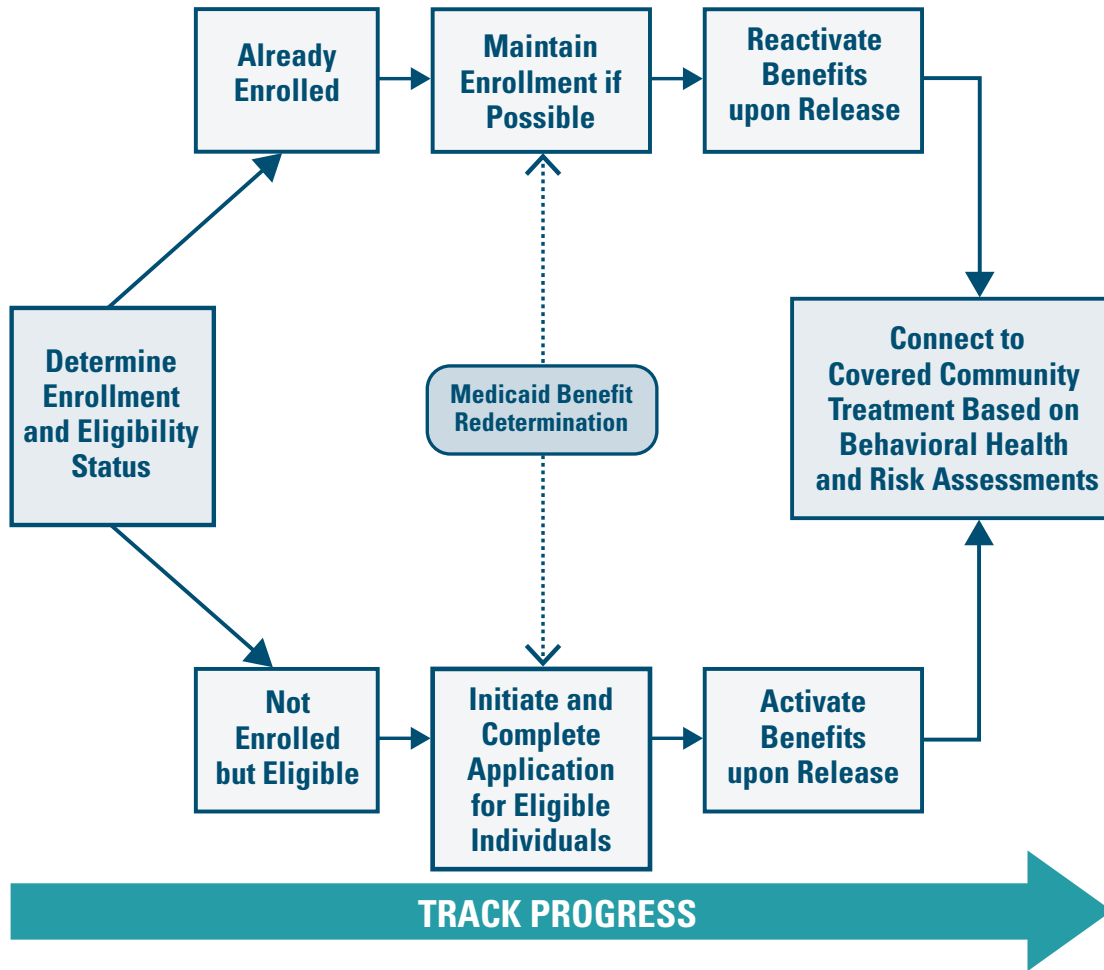 Already
Enrolled
Maintain
Enrollment if
Possible
Reactivate
Benefits
upon Release
Determine
Enrollment
and Eligibility
Status
Medicaid Benefit
Redetermination
Connect to
Covered Community
Treatment Based on
Behavioral Health
and Risk Assessments
Not
Enrolled
but Eligible
Initiate and
Complete
Application
for Eligible
Individuals
Activate
Benefits
upon Release
TRACK PROGRESS